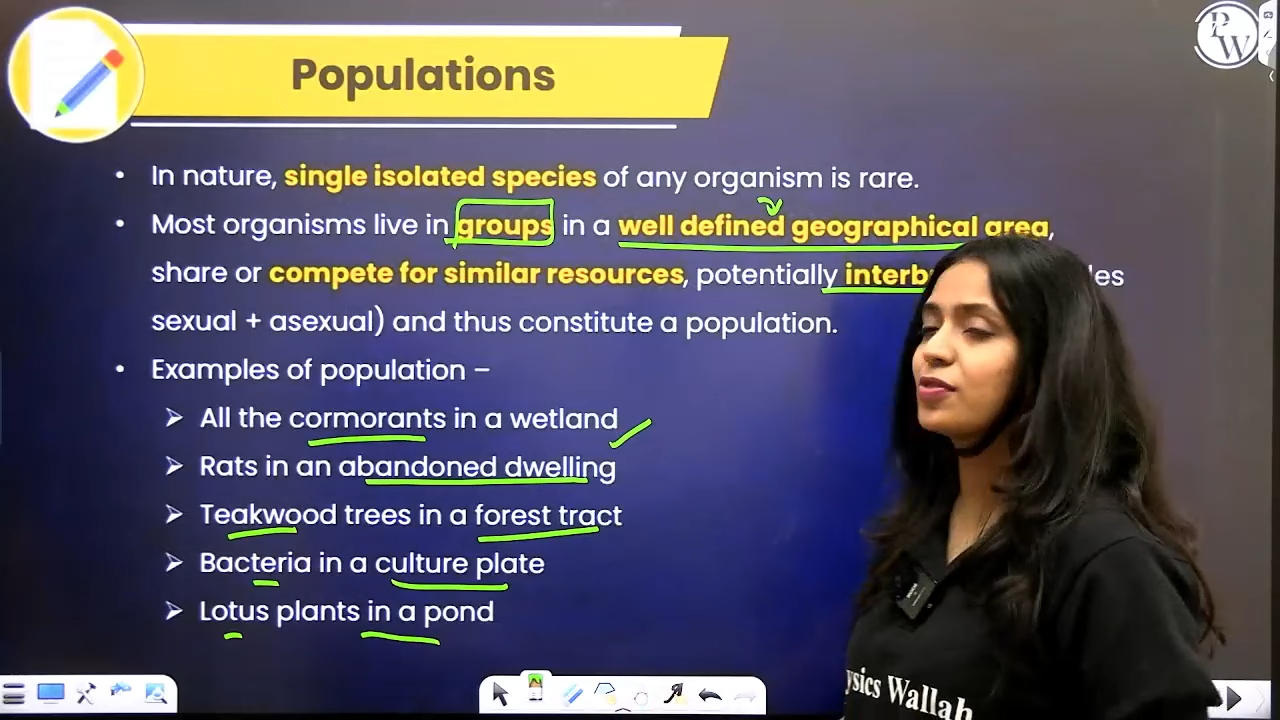 Populations
PW
• In nature, single isolated species of any organism is rare.
• Most organisms live in groups in a well defined geographical area,
share or compete for similar resources, potentially
sexual + asexual) and thus constitute a population.
• Examples of population –
➤ All the cormorants in a wetland
➤ Rats in an abandoned dwelling
➤ Teakwood trees in a forest tract
➤ Bacteria in a culture plate
➤ Lotus plants in a pond
Wallah